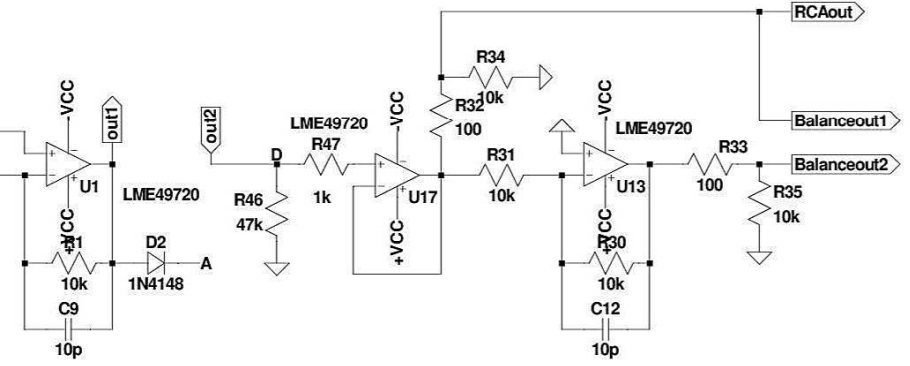 RCAout
R34
10k
R32
100
VCC
out1
out2
LME49720
R47
1k
D
VCC
VCC
LME49720
Balanceout1
R33
100
Balanceout2
+
−
U1
LME49720
R46
47k
+
−
U17
R31
10k
+
−
U13
R35
10k
+VCC
R1
10k
D2
1N4148
A
+VCC
+VCC
R30
10k
C9
10p
C12
10p